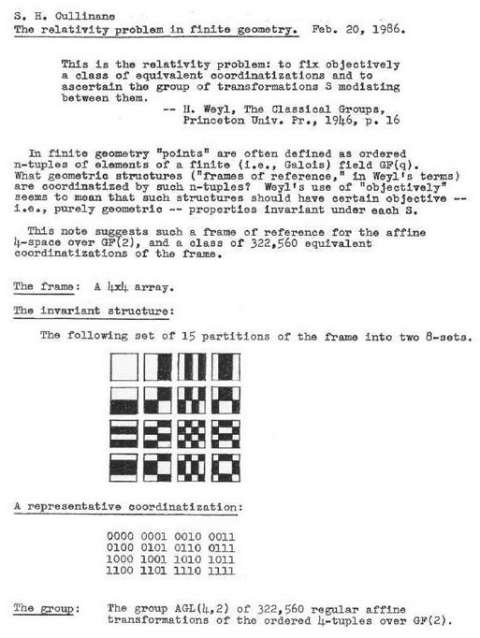 S. H. Cullinane
The relativity problem in finite geometry. Feb. 20, 1986.
This is the relativity problem: to fix objectively
a class of equivalent coordinatizations and to
ascertain the group of transformations S mediating
between them.
-- H. Weyl, The Classical Groups,
Princeton Univ. Pr., 1946, p. 16
In finite geometry "points" are often defined as ordered
n-tuples of elements of a finite (i.e., Galois) field GF(q).
What geometric structures ("frames of reference," in Weyl's terms)
are coordinatized by such n-tuples? Weyl's use of "objectively"
seems to mean that such structures should have certain objective --
i.e., purely geometric -- properties invariant under each S.
This note suggests such a frame of reference for the affine
4-space over GF(2), and a class of 322,560 equivalent
coordinatizations of the frame.
The frame: A 4x4 array.
The invariant structure:
The following set of 15 partitions of the frame into two 8-sets.
A representative coordinatization:
0000 0001 0010 0011
0100 0101 0110 0111
1000 1001 1010 1011
1100 1101 1110 1111
The group: The group AGL(4,2) of 322,560 regular affine
transformations of the ordered 4-tuples over GF(2).